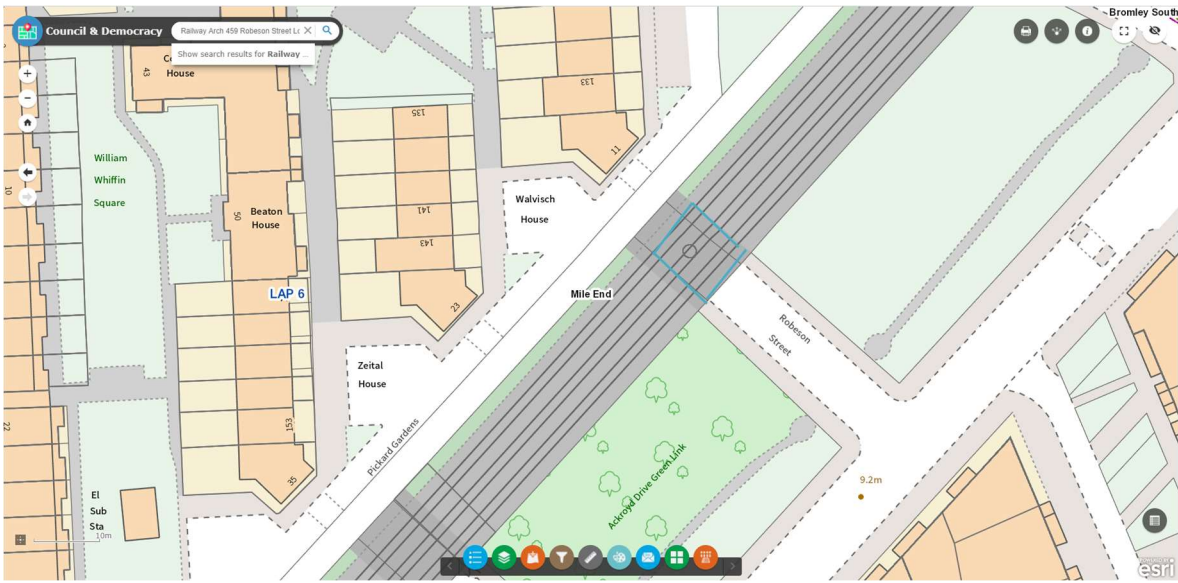 Council & Democracy
Railway Arch 459 Robeson Street Lo
Show search results for Railway ...
Bromley South
43
House
William
Whiffin
Square
10
50
Beaton
House
135
141
143
23
133
11
Walvisch
House
LAP 6
Mile End
Robeson
Street
Zeital
House
Pickard Gardens
153
35
22
El
Sub
Sta
10m
Ackroyd Drive Green Link
9.2m
POWERED BY
esri